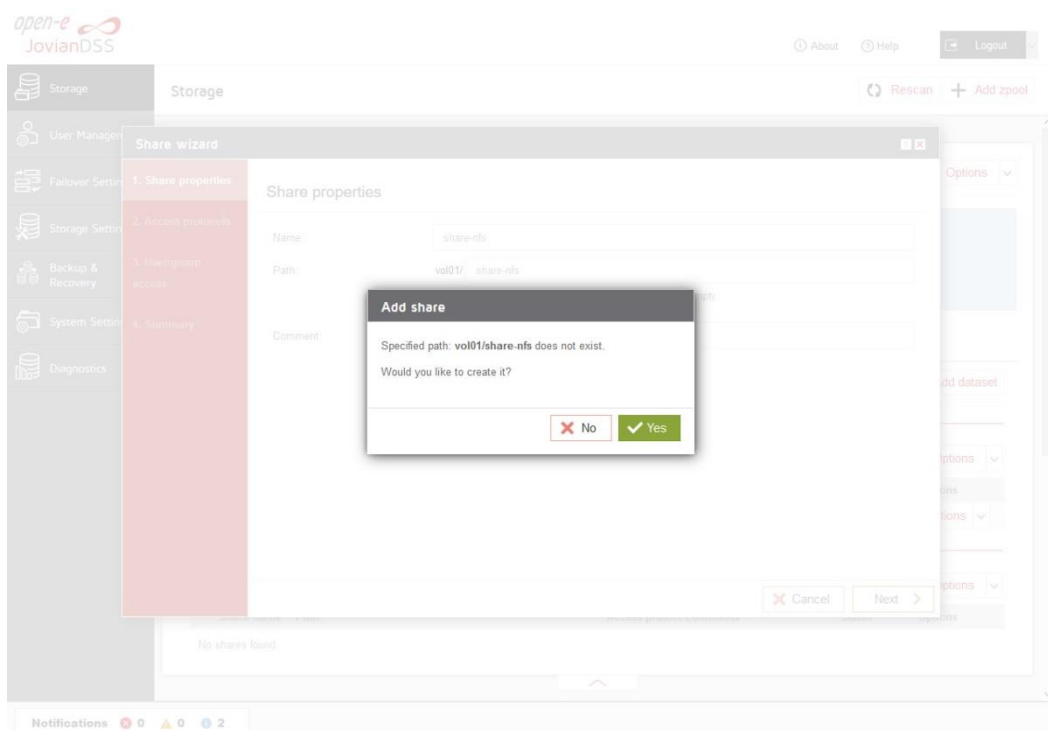 open-e
JovianDSS
About
Help
Logout
Storage
Storage
Rescan
Add zpool
User Managem
Share wizard
Failover Settin
1. Share properties
Share properties
Options
Storage Settin
2. Access protocols
Name:
share-nfs
Backup &
Recovery
3. User/group
access
Path:
vol01/ share-nfs
System Settin
4. Summary
Comment:
Diagnostics
Add share
Specified path: vol01/share-nfs does not exist.
Would you like to create it?
No
Yes
dd dataset
ptions
ons
tions
ptions
Cancel
Next
Options
No shares found.
Notifications 0 0 2